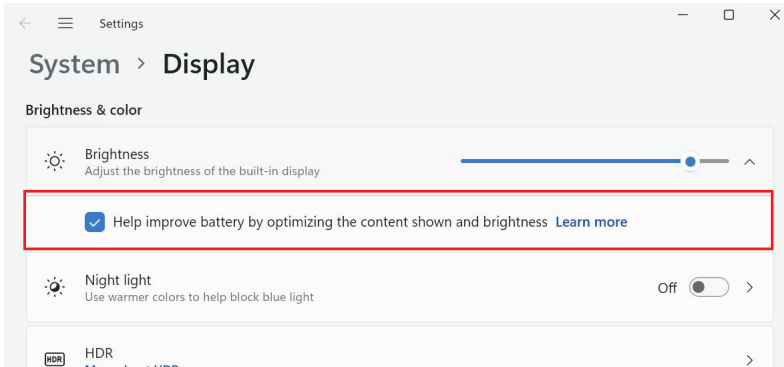 Settings
System > Display
Brightness & color
Brightness
Adjust the brightness of the built-in display
Help improve battery by optimizing the content shown and brightness Learn more
Night light
Use warmer colors to help block blue light
Off
HDR
HDR